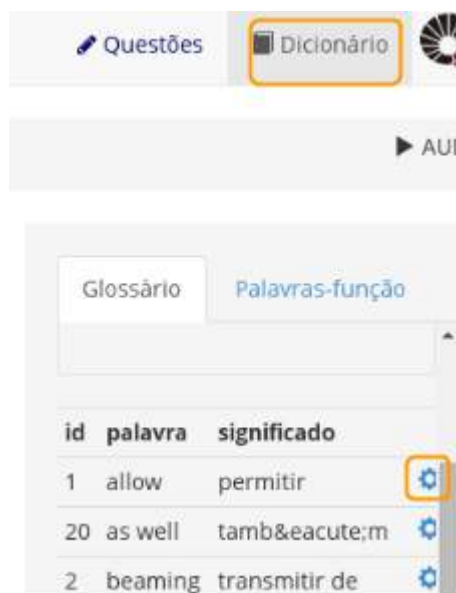 Questões Dicionário
AUI
Glossário Palavras-função
id palavra significado
1 allow permitir
20 as well tamb&eacute;m
2 beaming transmitir de